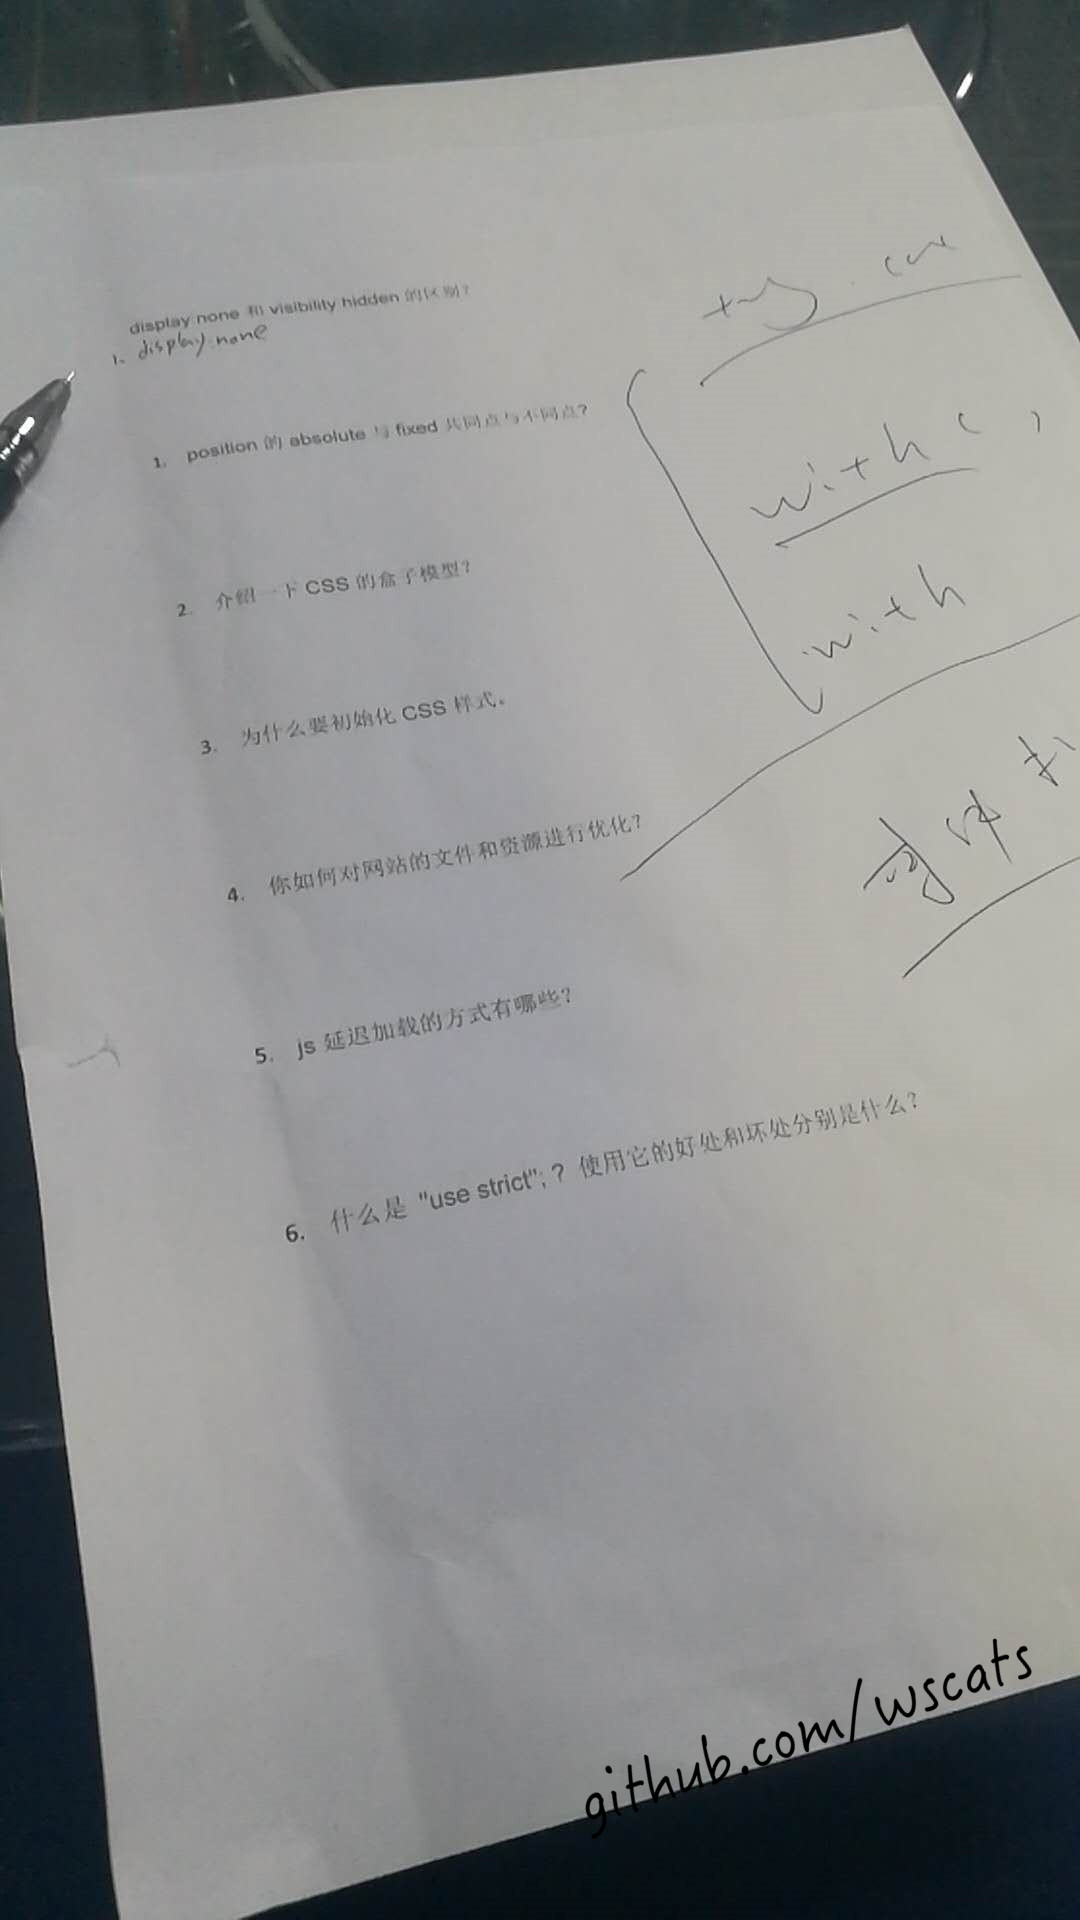 display:none 和 visibility hidden 的区别?
1. display:none
1. position 的 absolute 与 fixed 共同点与不同点?
2. 介绍一下 CSS 的盒子模型?
3. 为什么要初始化 CSS 样式。
4. 你如何对网站的文件和资源进行优化?
5. js 延迟加载的方式有哪些?
6. 什么是 "use strict"; ? 使用它的好处和坏处分别是什么?
with ( )
with
github.com/wscats